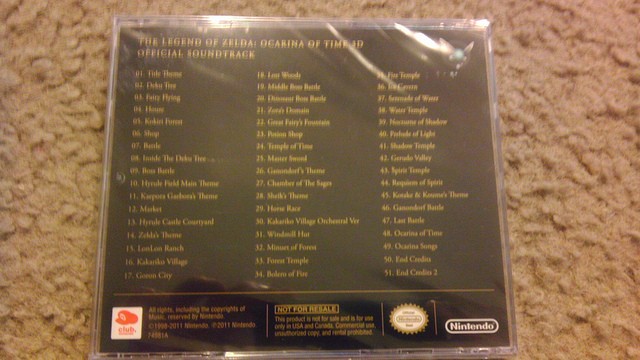 THE LEGEND OF ZELDA: OCARINA OF TIME 3D
OFFICIAL SOUNDTRACK
01. Title Theme
02. Deku Tree
03. Fairy Flying
04. House
05. Kokiri Forest
06. Shop
07. Battle
08. Inside The Deku Tree
09. Boss Battle
10. Hyrule Field Main Theme
11. Kaepora Gaebora's Theme
12. Market
13. Hyrule Castle Courtyard
14. Zelda's Theme
15. LonLon Ranch
16. Kakariko Village
17. Goron City
18. Lost Woods
19. Middle Boss Battle
20. Dinosaur Boss Battle
21. Zora's Domain
22. Great Fairy's Fountain
23. Potion Shop
24. Temple of Time
25. Master Sword
26. Ganondorf's Theme
27. Chamber of The Sages
28. Sheik's Theme
29. Horse Race
30. Kakariko Village Orchestral Ver
31. Windmill Hut
32. Minuet of Forest
33. Forest Temple
34. Bolero of Fire
35. Fire Temple
36. Ice Cavern
37. Serenade of Water
38. Water Temple
39. Nocturne of Shadow
40. Prelude of Light
41. Shadow Temple
42. Gerudo Valley
43. Spirit Temple
44. Requiem of Spirit
45. Kotake & Koume's Theme
46. Ganondorf Battle
47. Last Battle
48. Ocarina of Time
49. Ocarina Songs
50. End Credits
51. End Credits 2
club
All rights, including the copyrights of
Music, reserved by Nintendo
©1998-2011 Nintendo. ℗2011 Nintendo
74981A
NOT FOR RESALE
This product is not for sale and is for use
only in USA and Canada. Commercial use,
unauthorized copy, and rental prohibited.
Nintendo